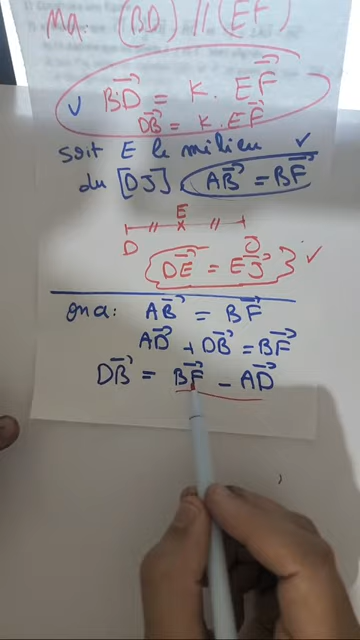 Mq: (BD) // (EF)
√ BD→ = K. EF→
DB→ = K. EF→
soit E le milieu ✓
du [DJ]. AB→ = BF→
E
D J
DE→ = EJ→ ✓
on a: AB→ = BF→
AD→ + DB→ = BF→
DB→ = BF→ - AD→